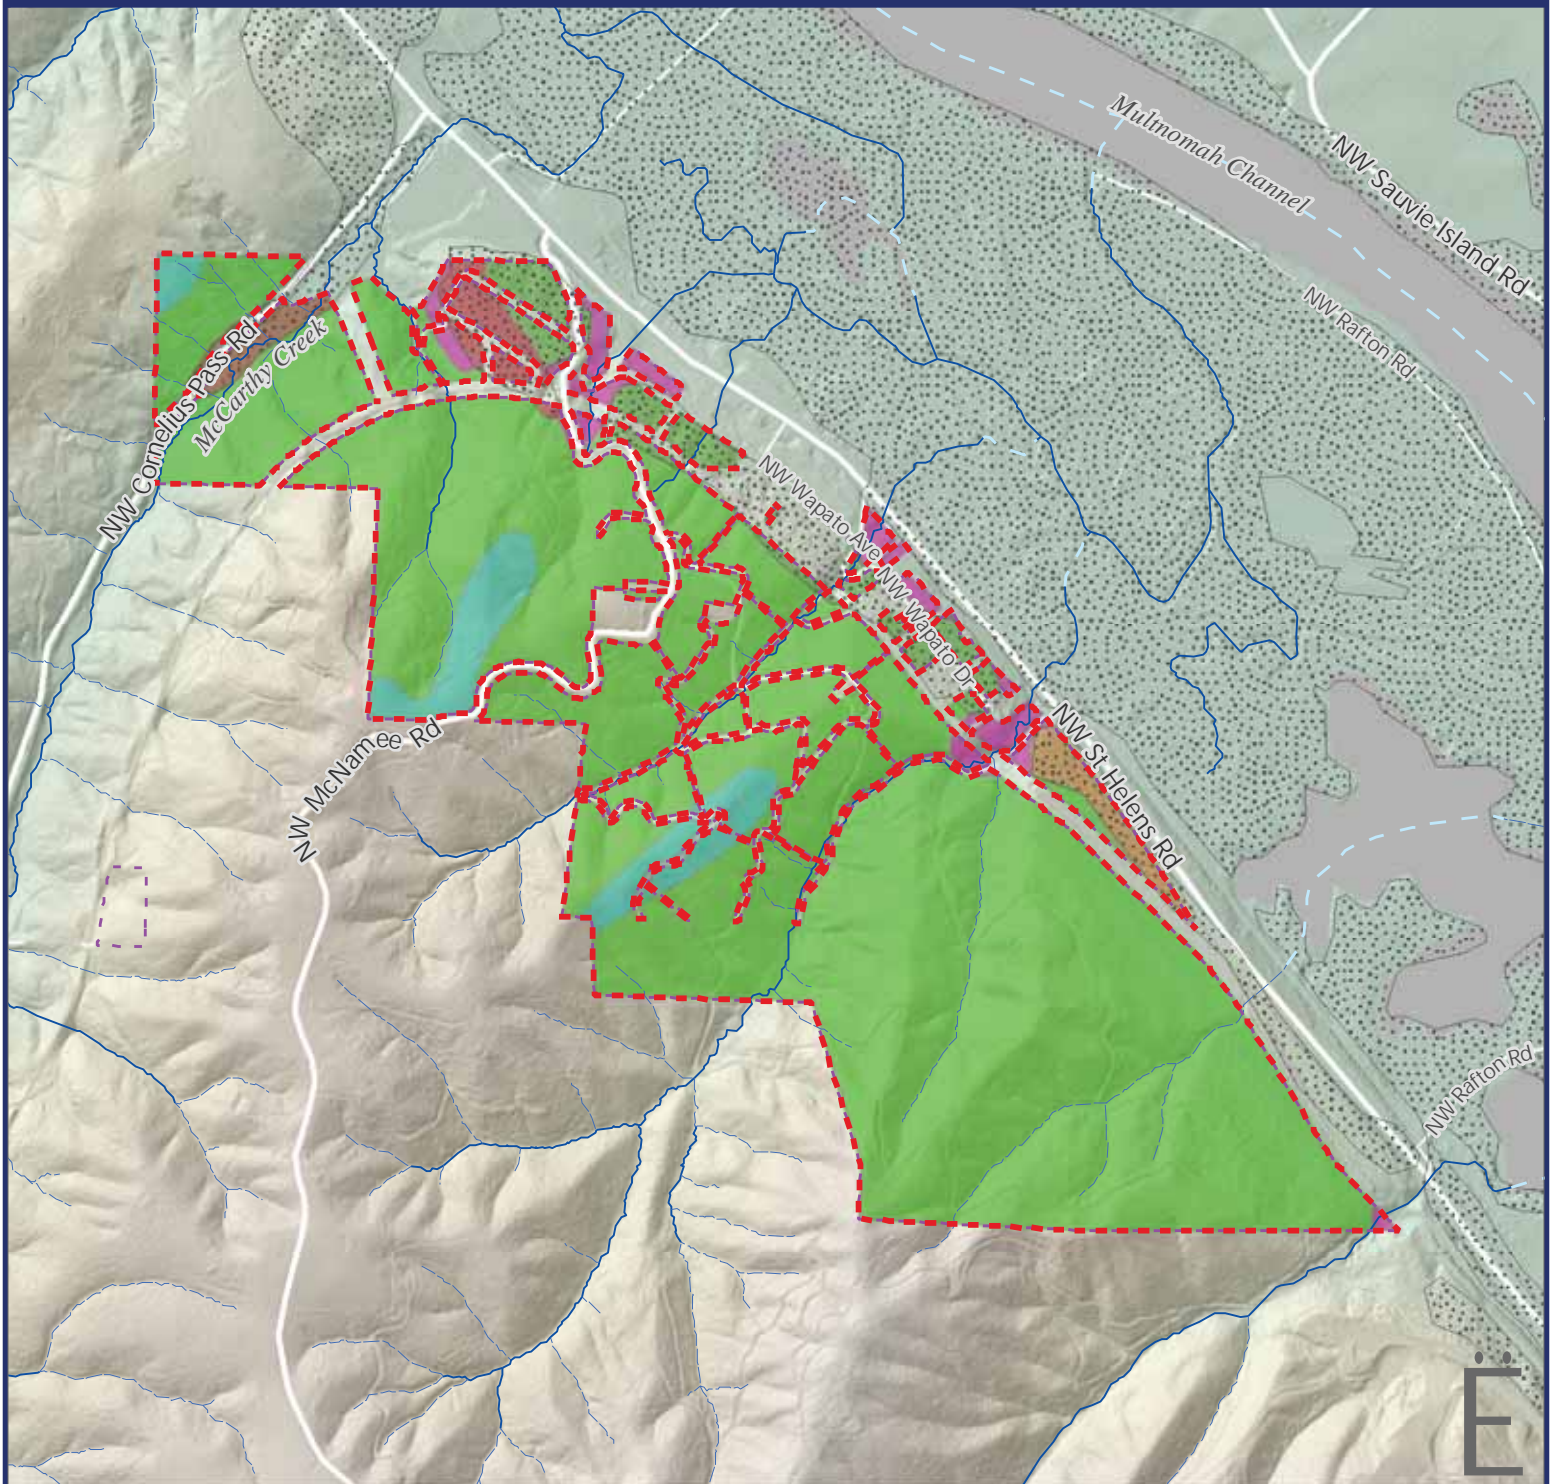 Multnomah Channel
NW Sauvie Island Rd
NW Rafton Rd
NW Cornelius Pass Rd
McCarthy Creek
NW Wapato Ave
NW Wapato Dr
NW St Helens Rd
NW McNamee Rd
NW Rafton Rd
Ë